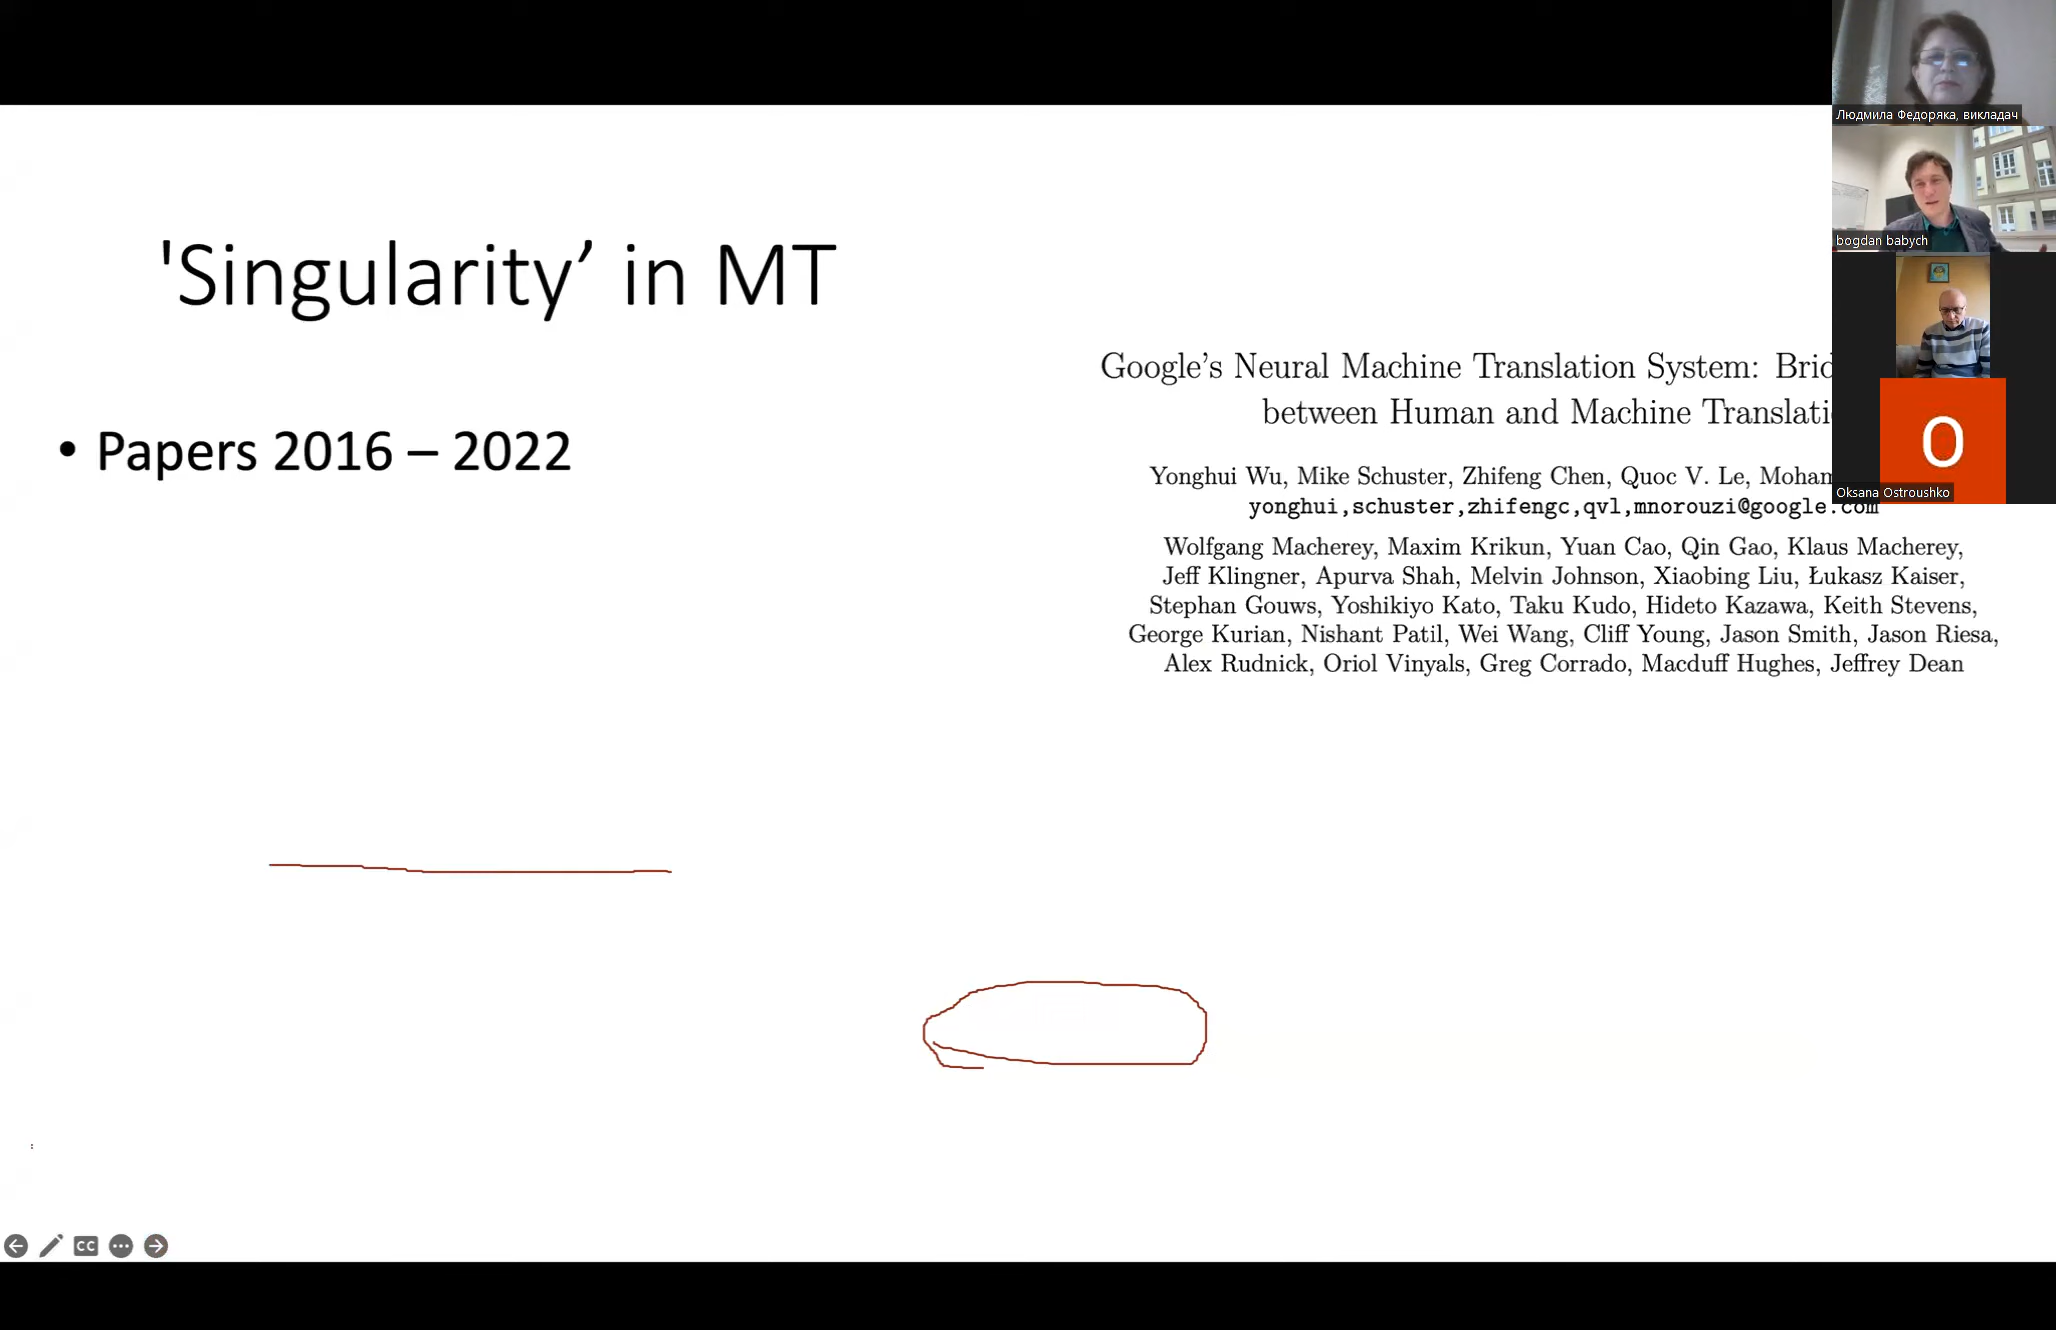 'Singularity’ in MT
• Papers 2016 – 2022
Google’s Neural Machine Translation System:
between Human and Machine
Yonghui Wu, Mike Schuster, Zhifeng Chen, Quoc V. Le,
yonghui,schuster,zhifengc,qvl,mnorouzi@google.com
Wolfgang Macherey, Maxim Krikun, Yuan Cao, Qin Gao, Klaus Macherey,
Jeff Klingner, Apurva Shah, Melvin Johnson, Xiaobing Liu, Łukasz Kaiser,
Stephan Gouws, Yoshikiyo Kato, Taku Kudo, Hideto Kazawa, Keith Stevens,
George Kurian, Nishant Patil, Wei Wang, Cliff Young, Jason Smith, Jason Riesa,
Alex Rudnick, Oriol Vinyals, Greg Corrado, Macduff Hughes, Jeffrey Dean
Людмила Федоряка, викладач
bogdan babych
O
Oksana Ostroushko
CC